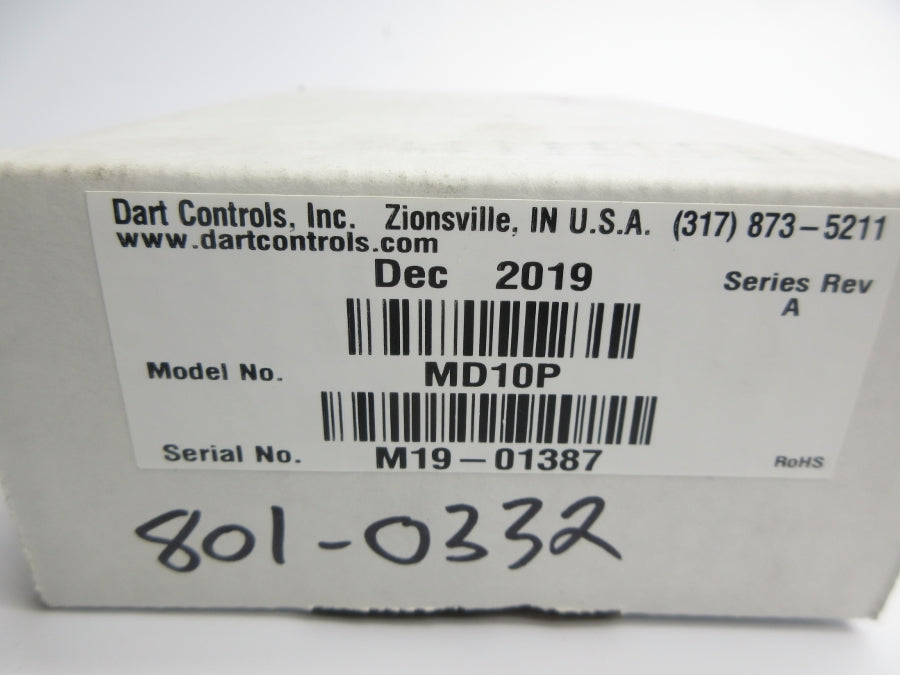 Dart Controls, Inc. Zionsville, IN U.S.A. (317) 873-5211
www.dartcontrols.com
Dec 2019
Series Rev
A
Model No. MD10P
Serial No. M19-01387
RoHS
801-0332